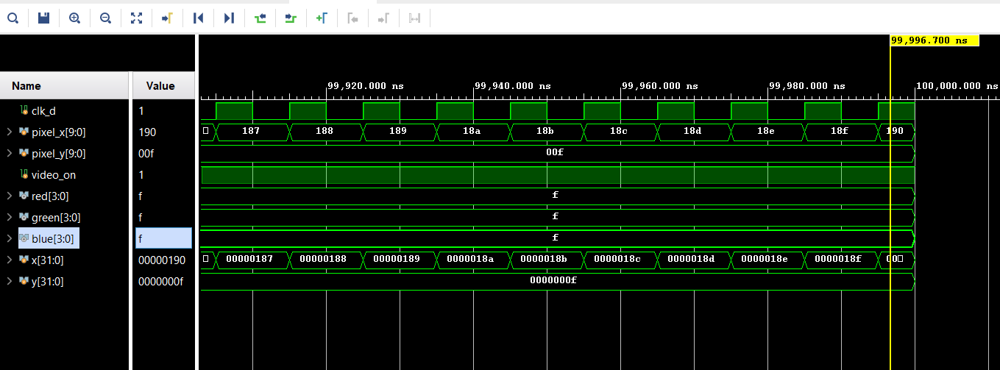 99,996.700 ns
Name Value
99,920.000 ns 99,940.000 ns 99,960.000 ns 99,980.000 ns 100,000.000 ns
clk_d 1
pixel_x[9:0] 190 187 188 189 18a 18b 18c 18d 18e 18f 190
pixel_y[9:0] 00f 00f
video_on 1
red[3:0] f f
green[3:0] f f
blue[3:0] f f
x[31:0] 00000190 00000187 00000188 00000189 0000018a 0000018b 0000018c 0000018d 0000018e 0000018f 00
y[31:0] 0000000f 0000000f